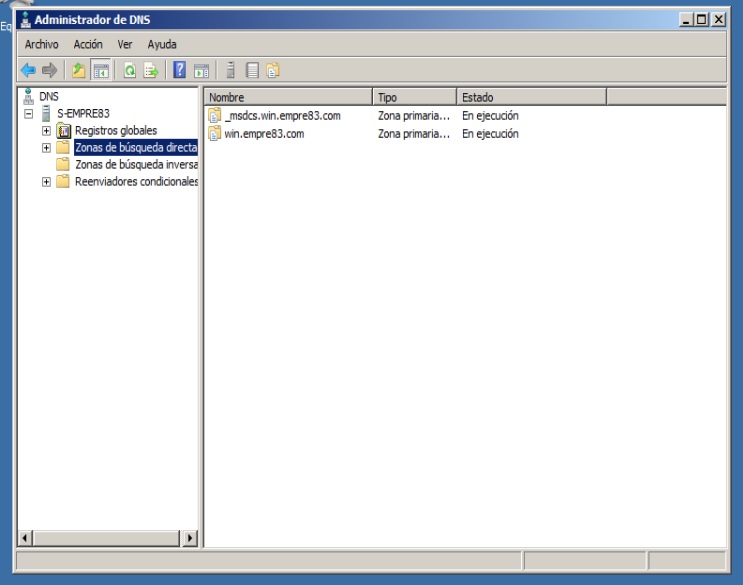 Eq
Administrador de DNS
Archivo Acción Ver Ayuda
DNS
S-EMPRE83
Registros globales
Zonas de búsqueda directa
Zonas de búsqueda inversa
Reenviadores condicionales
Nombre Tipo Estado
_msdcs.win.empre83.com Zona primaria... En ejecución
win.empre83.com Zona primaria... En ejecución